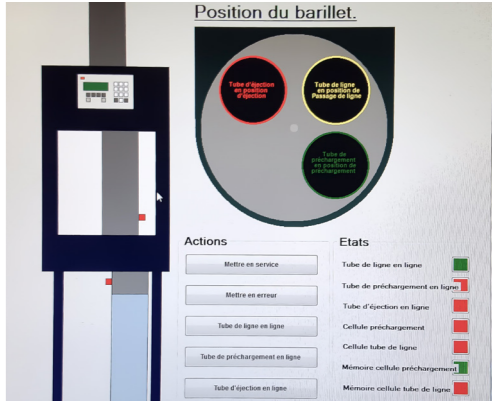 Position du barillet.
Tube d'éjection
en position
d'éjection
Tube de ligne
en position de
Passage de ligne
Tube de
préchargement
en position de
préchargement
Actions
Mettre en service
Mettre en erreur
Tube de ligne en ligne
Tube de préchargement en ligne
Tube d'éjection en ligne
Etats
Tube de ligne en ligne
Tube de préchargement en ligne
Tube d'éjection en ligne
Cellule préchargement
Cellule tube de ligne
Mémoire cellule préchargement
Mémoire cellule tube de ligne